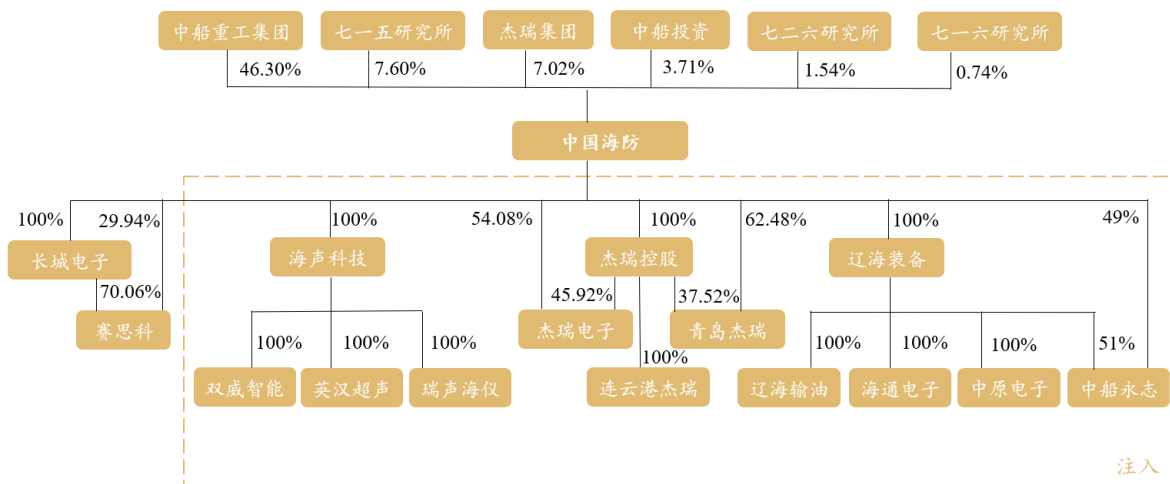 中船重工集团 七一五研究所 杰瑞集团 中船投资 七二六研究所 七一六研究所
46.30% 7.60% 7.02% 3.71% 1.54% 0.74%
中国海防
100% 29.94% 100% 54.08% 100% 62.48% 100% 49%
长城电子 海声科技 杰瑞控股 辽海装备
70.06% 45.92% 37.52%
赛思科 杰瑞电子 青岛杰瑞
100% 100% 100% 100% 100% 100% 100% 51%
双威智能 英汉超声 瑞声海仪 连云港杰瑞 辽海输油 海通电子 中原电子 中船永志
注入